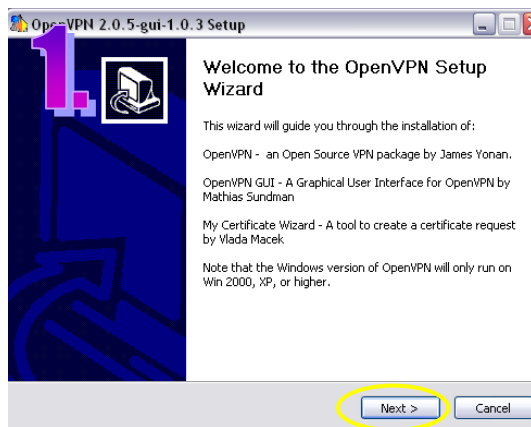 OpenVPN 2.0.5-gui-1.0.3 Setup
1.
Welcome to the OpenVPN Setup
Wizard
This wizard will guide you through the installation of:
OpenVPN - an Open Source VPN package by James Yonan.
OpenVPN GUI - A Graphical User Interface for OpenVPN by
Mathias Sundman
My Certificate Wizard - A tool to create a certificate request
by Vlada Macek
Note that the Windows version of OpenVPN will only run on
Win 2000, XP, or higher.
Next >
Cancel